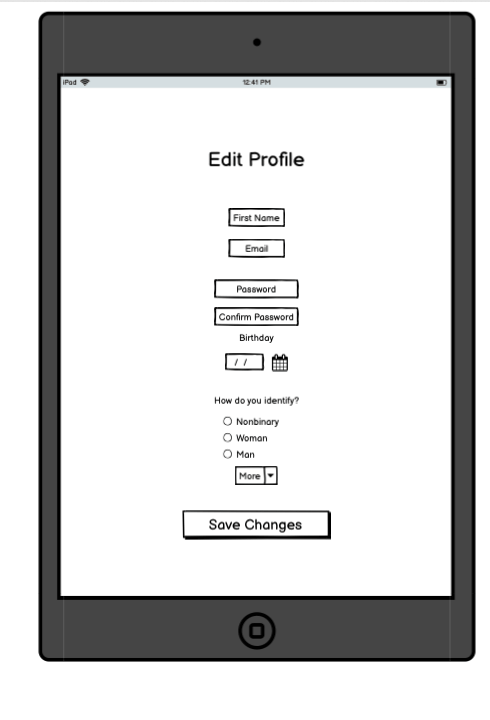 iPad 12:41 PM
Edit Profile
First Name
Email
Password
Confirm Password
Birthday
/ /
How do you identify?
Nonbinary
Woman
Man
More
Save Changes